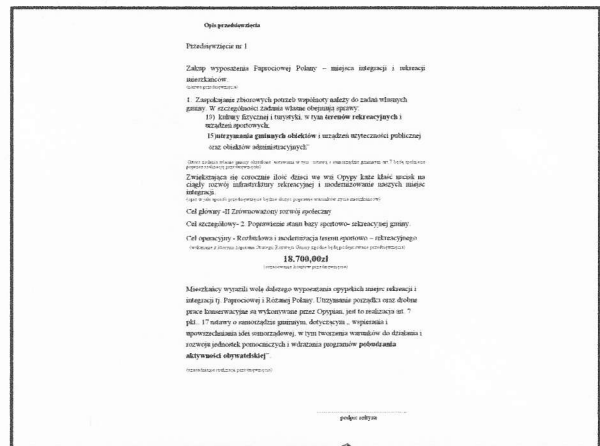 Opis przedsięwzięcia
Przedsięwzięcie nr 1
Zakup wyposażenia Paprociowej Polany – miejsca integracji i rekreacji
mieszkańców.
(nazwa przedsięwzięcia)
1. Zaspokajanie zbiorowych potrzeb wspólnoty należy do zadań własnych
gminy. W szczególności zadania własne obejmują sprawy:
10) kultury fizycznej i turystyki, w tym terenów rekreacyjnych i
urządzeń sportowych;
15)utrzymania gminnych obiektów i urządzeń użyteczności publicznej
oraz obiektów administracyjnych"
Zwiększająca się corocznie ilość dzieci we wsi Opypy każe kłaść nacisk na
ciągły rozwój infrastruktury rekreacyjnej i modernizowanie naszych miejsc
integracji.
Cel główny -II Zrównoważony rozwój społeczny
Cel szczegółowy- 2. Poprawienie stanu bazy sportowo- rekreacyjnej gminy.
Cel operacyjny - Rozbudowa i modernizacja terenu sportowo – rekreacyjnego
18.700,00zł
Mieszkańcy wyrazili wolę dalszego wyposażania opypskich miejsc rekreacji i
integracji tj. Paprociowej i Różanej Polany. Utrzymanie porządku oraz drobne
prace konserwacyjne są wykonywane przez Opypian, jest to realizacja art. 7
pkt.. 17 ustawy o samorządzie gminnym, dotycząca „ wspierania i
upowszechniania idei samorządowej, w tym tworzenia warunków do działania i
rozwoju jednostek pomocniczych i wdrażania programów pobudzania
aktywności obywatelskiej".
(uzasadnienie realizacji przedsięwzięcia)
podpis sołtysa